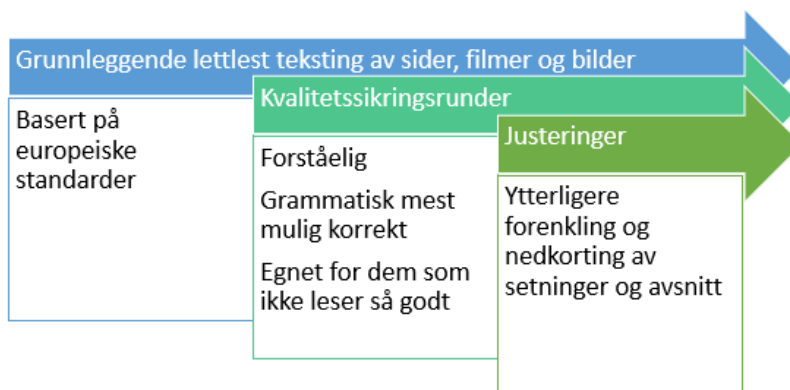 Grunnleggende lettlest teksting av sider, filmer og bilder
Basert på
europeiske
standarder
Kvalitetssikringsrunder
Forståelig
Grammatisk mest
mulig korrekt
Egnet for dem som
ikke leser så godt
Justeringer
Ytterligere
forenkling og
nedkorting av
setninger og avsnitt